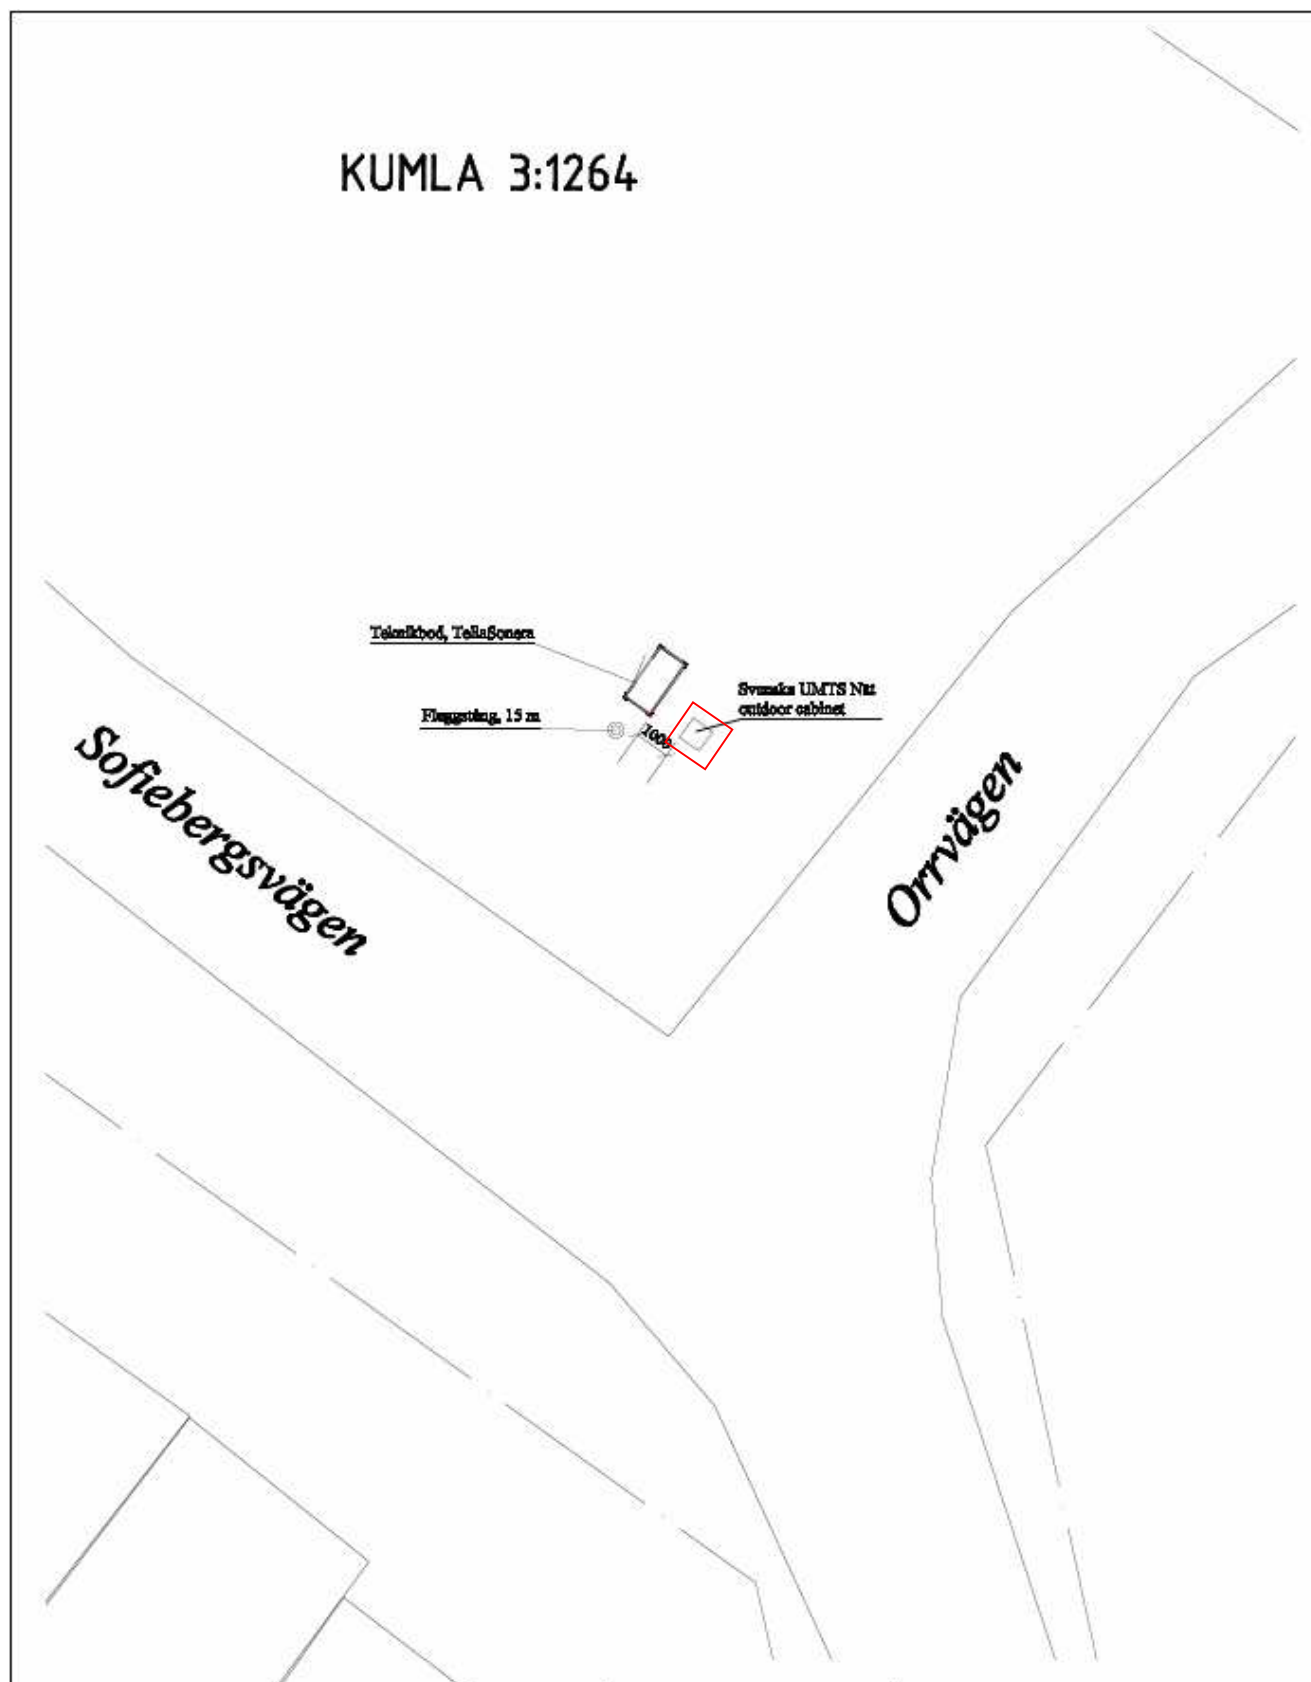 KUMLA 3:1264
Teknikbod, TeliaSonera
Svenska UMTS Nät
outdoor cabinet
Flaggstång, 15 m
1000
Sofiebergsvägen
Orrvägen